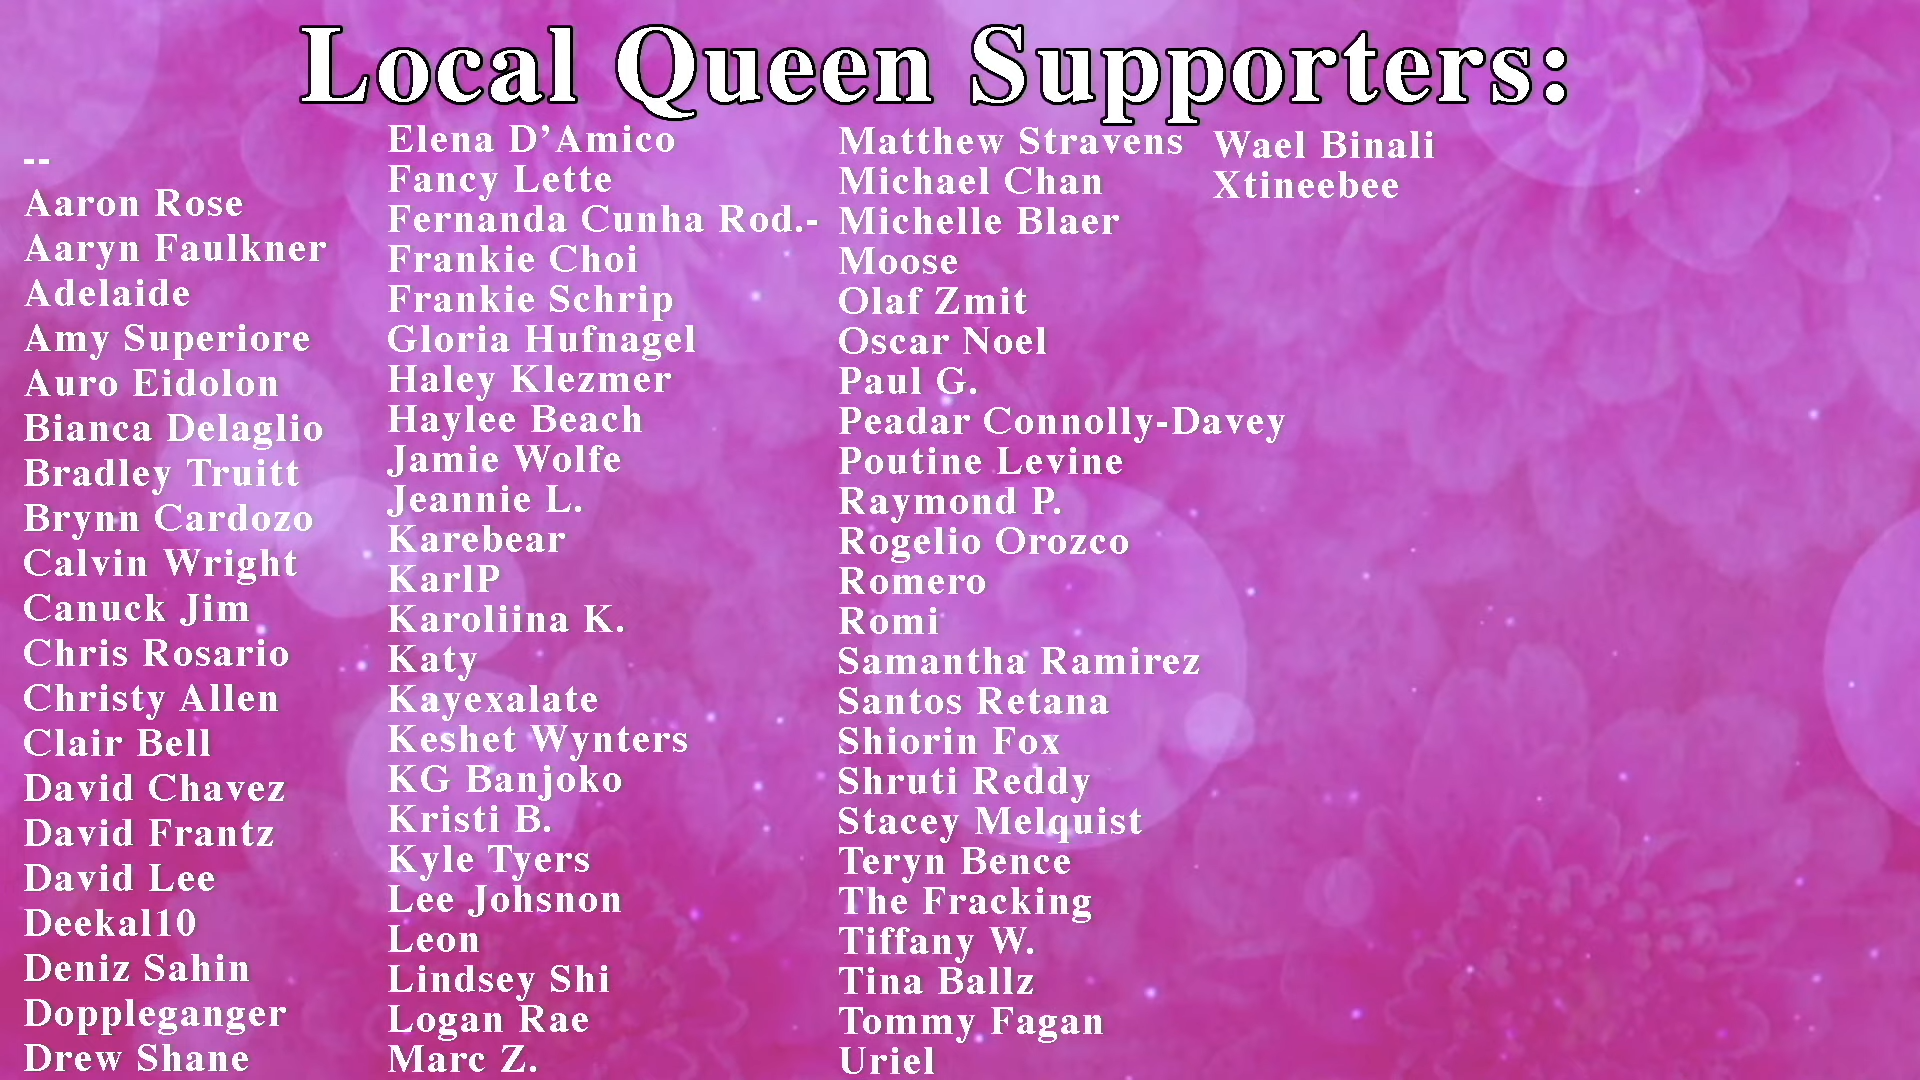 Local Queen Supporters:
--
Aaron Rose
Aaryn Faulkner
Adelaide
Amy Superiore
Auro Eidolon
Bianca Delaglio
Bradley Truitt
Brynn Cardozo
Calvin Wright
Canuck Jim
Chris Rosario
Christy Allen
Clair Bell
David Chavez
David Frantz
David Lee
Deekal10
Deniz Sahin
Doppleganger
Drew Shane
Elena D’Amico
Fancy Lette
Fernanda Cunha Rod.-
Frankie Choi
Frankie Schrip
Gloria Hufnagel
Haley Klezmer
Haylee Beach
Jamie Wolfe
Jeannie L.
Karebear
KarlP
Karoliina K.
Katy
Kayexalate
Keshet Wynters
KG Banjoko
Kristi B.
Kyle Tyers
Lee Johsnon
Leon
Lindsey Shi
Logan Rae
Marc Z.
Matthew Stravens
Michael Chan
Michelle Blaer
Moose
Olaf Zmit
Oscar Noel
Paul G.
Peadar Connolly-Davey
Poutine Levine
Raymond P.
Rogelio Orozco
Romero
Romi
Samantha Ramirez
Santos Retana
Shiorin Fox
Shruti Reddy
Stacey Melquist
Teryn Bence
The Fracking
Tiffany W.
Tina Ballz
Tommy Fagan
Uriel
Wael Binali
Xtineebee